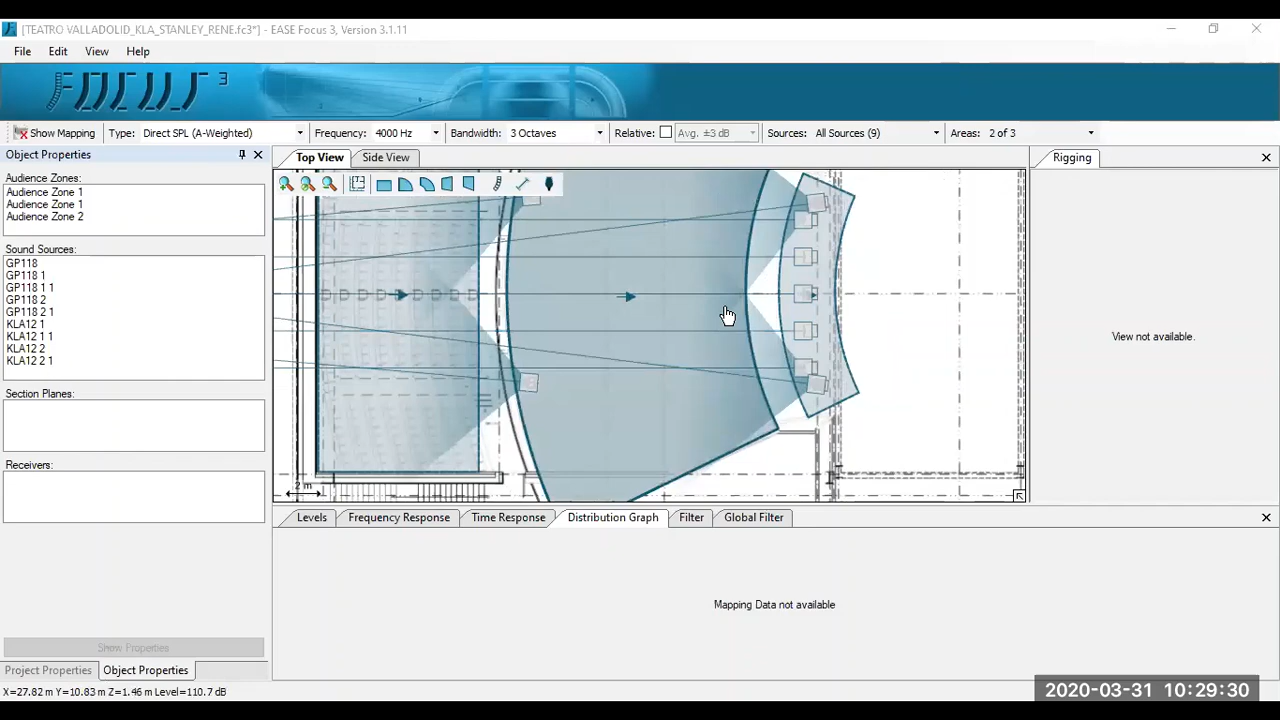 [TEATRO VALLADOLID_KLA_STANLEY_RENE.fc3*] - EASE Focus 3, Version 3.1.11
File Edit View Help
FOCUS 3
Show Mapping Type: Direct SPL (A-Weighted) Frequency: 4000 Hz Bandwidth: 3 Octaves Relative: Avg. ±3 dB Sources: All Sources (9) Areas: 2 of 3
Object Properties
Top View Side View
Rigging
Audience Zones:
Audience Zone 1
Audience Zone 1
Audience Zone 2
Sound Sources:
GP118
GP118 1
GP118 1 1
GP118 2
GP118 2 1
KLA12 1
KLA12 1 1
KLA12 2
KLA12 2 1
Section Planes:
Receivers:
Show Properties
Project Properties Object Properties
2 m
View not available.
Levels Frequency Response Time Response Distribution Graph Filter Global Filter
Mapping Data not available
X=27.82 m Y=10.83 m Z=1.46 m Level=110.7 dB
2020-03-31 10:29:30